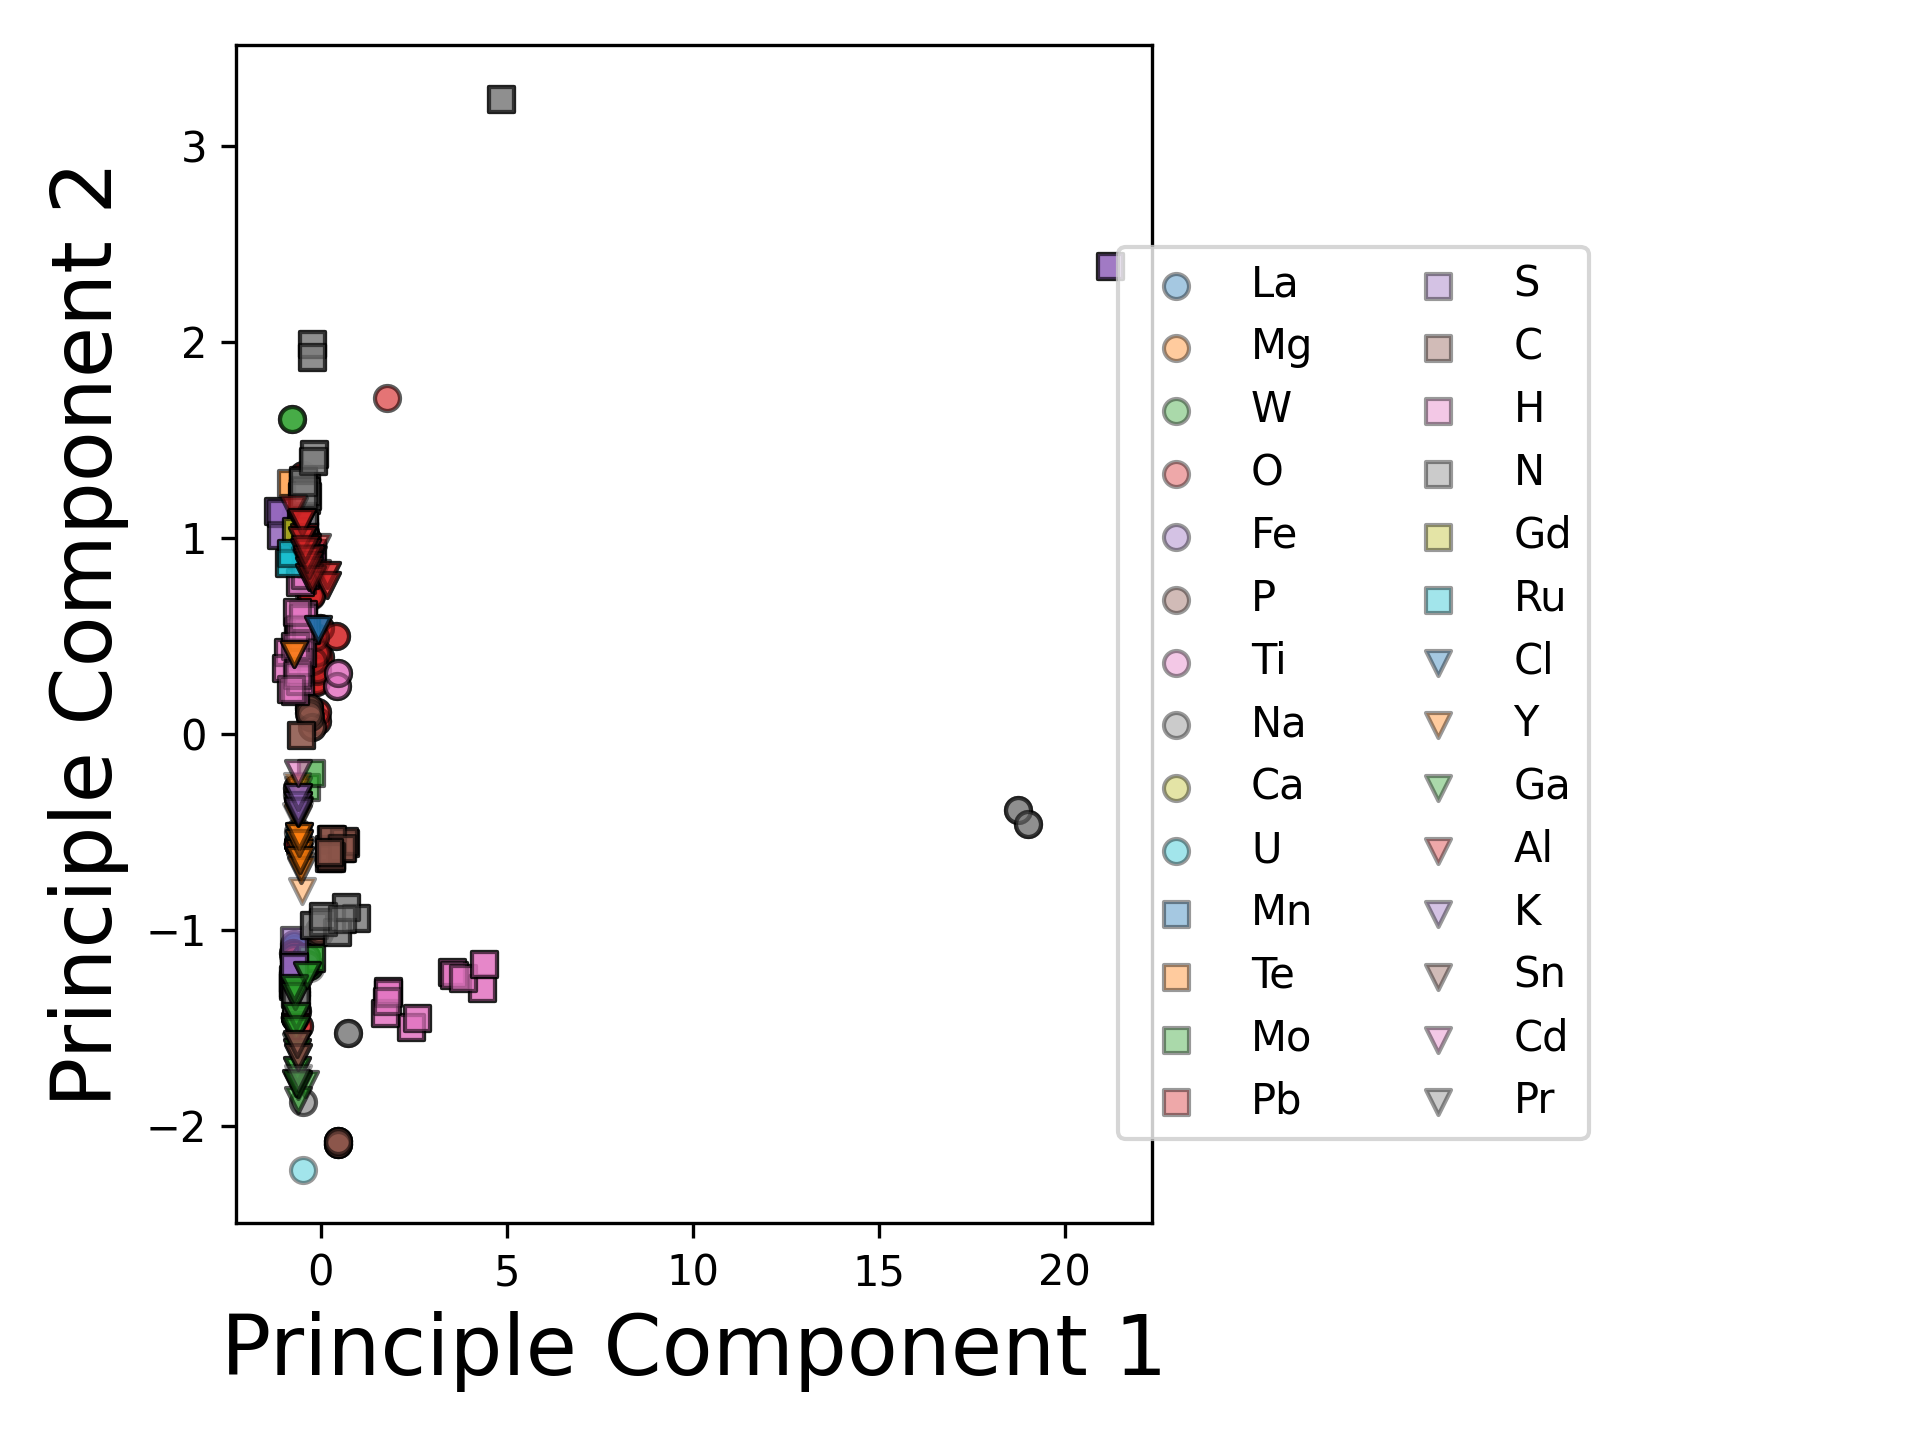 Principle Component 2
3
2
1
0
−1
−2
0 5 10 15 20
Principle Component 1
La S
Mg C
W H
O N
Fe Gd
P Ru
Ti Cl
Na Y
Ca Ga
U Al
Mn K
Te Sn
Mo Cd
Pb Pr